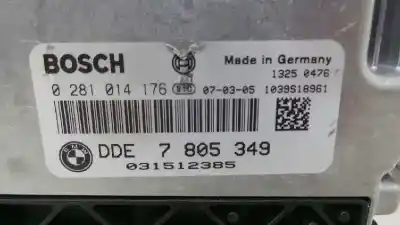 BOSCH
Made in Germany
1325 0476
0 281 014 176
07-03-05 1039S18961
DDE 7 805 349
031512385